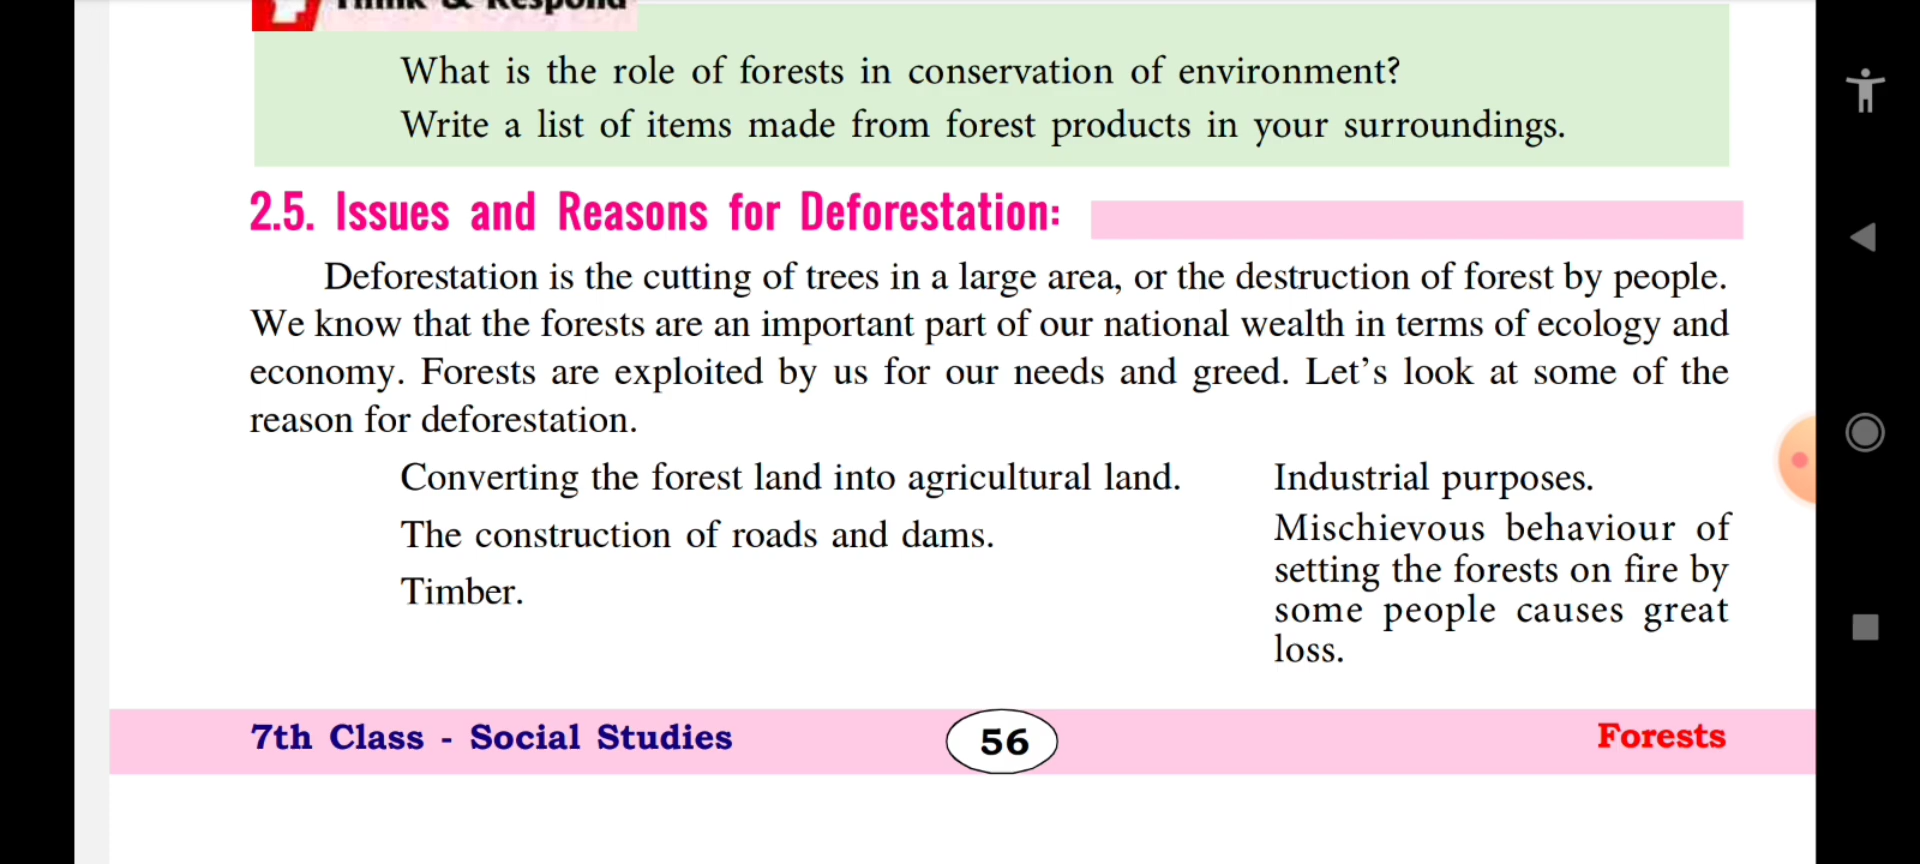 Think & Respond
What is the role of forests in conservation of environment?
Write a list of items made from forest products in your surroundings.
2.5. Issues and Reasons for Deforestation:
Deforestation is the cutting of trees in a large area, or the destruction of forest by people.
We know that the forests are an important part of our national wealth in terms of ecology and
economy. Forests are exploited by us for our needs and greed. Let’s look at some of the
reason for deforestation.
Converting the forest land into agricultural land.
The construction of roads and dams.
Timber.
Industrial purposes.
Mischievous behaviour of
setting the forests on fire by
some people causes great
loss.
7th Class - Social Studies
56
Forests